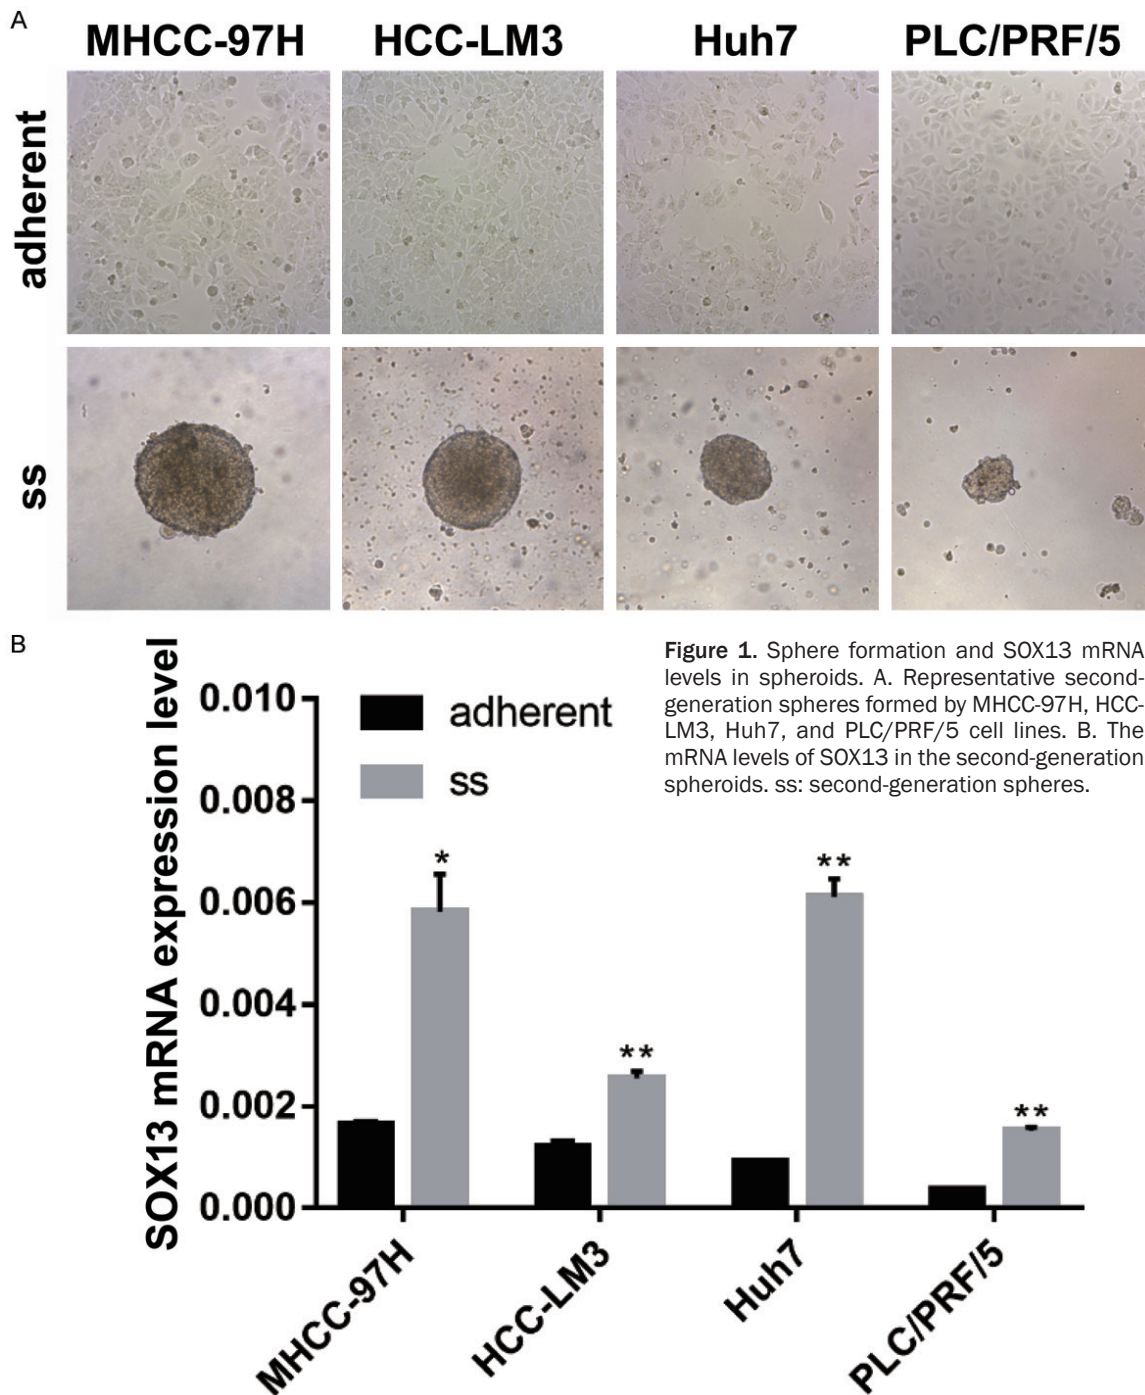 A
MHCC-97H HCC-LM3 Huh7 PLC/PRF/5
adherent
ss
B
Figure 1. Sphere formation and SOX13 mRNA
levels in spheroids. A. Representative second-
generation spheres formed by MHCC-97H, HCC-
LM3, Huh7, and PLC/PRF/5 cell lines. B. The
mRNA levels of SOX13 in the second-generation
spheroids. ss: second-generation spheres.
SOX13 mRNA expression level
0.010
0.008
0.006
0.004
0.002
0.000
adherent
ss
*
**
**
**
MHCC-97H
HCC-LM3
Huh7
PLC/PRF/5